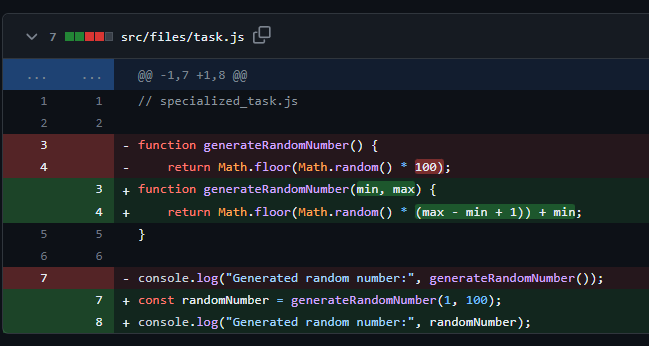 7 src/files/task.js
... ... @@ -1,7 +1,8 @@
1 1 // specialized_task.js
2 2
3 - function generateRandomNumber() {
4 -     return Math.floor(Math.random() * 100);
3 + function generateRandomNumber(min, max) {
4 +     return Math.floor(Math.random() * (max - min + 1)) + min;
5 5 }
6 6
7 - console.log("Generated random number:", generateRandomNumber());
7 + const randomNumber = generateRandomNumber(1, 100);
8 + console.log("Generated random number:", randomNumber);